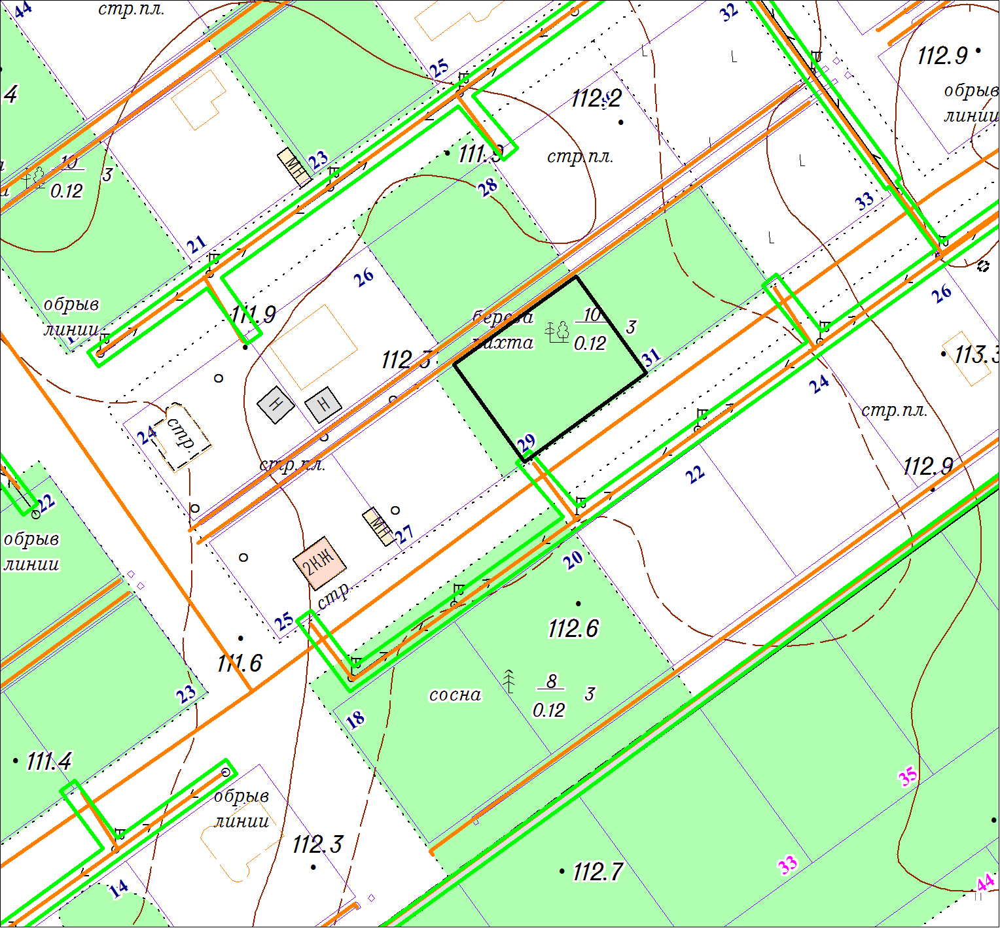 44
стр.пл.
32
25
112.9
обрыв
линии
4
112.2
23
111.9
стр.пл.
10
0.12
3
МН
28
33
21
26
26
обрыв
линии
111.9
береза
пихта
10
0.12
3
112.5
31
113.3
24
Н
Н
стр.
24
стр.пл.
29
стр.пл.
22
112.9
22
МН
27
обрыв
линии
2КЖ
20
стр.
25
112.6
111.6
сосна
8
0.12
3
23
18
111.4
35
обрыв
линии
112.3
33
112.7
44
14